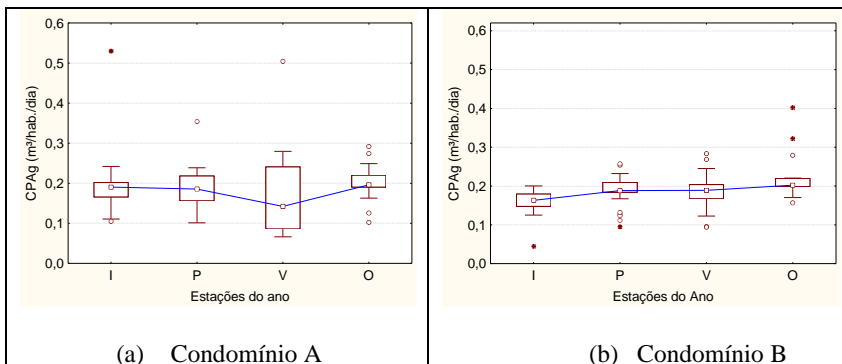 0,6
0,5
0,4
0,3
0,2
0,1
0,0
CPAg (m³/hab./dia)
I P V O
Estações do ano
(a) Condomínio A
0,6
0,5
0,4
0,3
0,2
0,1
0,0
CPAg (m³/hab./dia)
I P V O
Estações do Ano
(b) Condomínio B